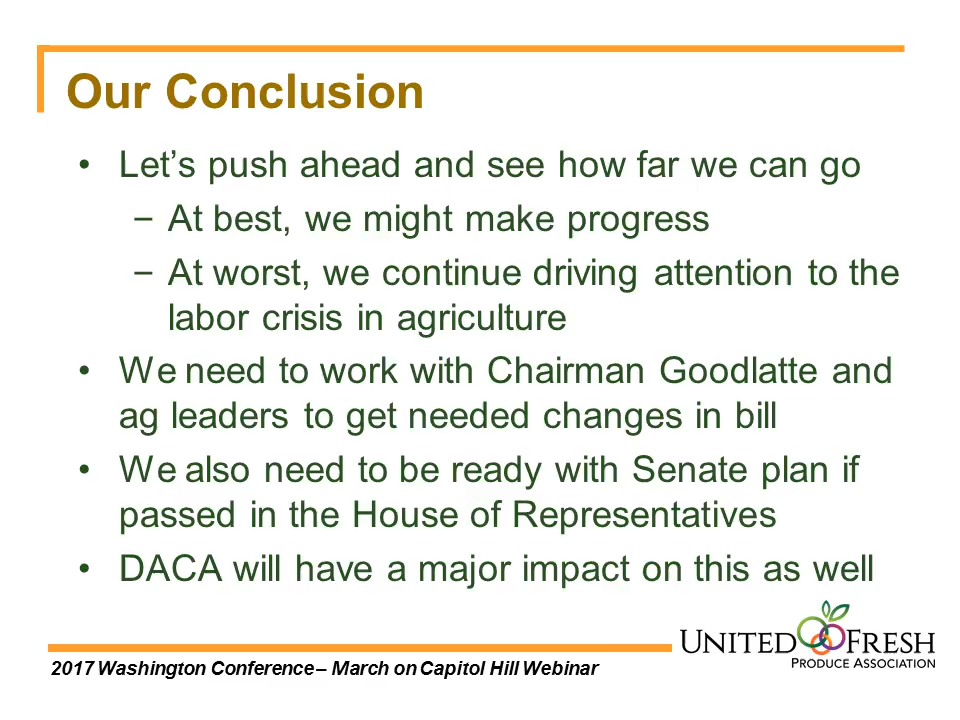 Our Conclusion
• Let’s push ahead and see how far we can go
– At best, we might make progress
– At worst, we continue driving attention to the
labor crisis in agriculture
• We need to work with Chairman Goodlatte and
ag leaders to get needed changes in bill
• We also need to be ready with Senate plan if
passed in the House of Representatives
• DACA will have a major impact on this as well
UNITED FRESH
PRODUCE ASSOCIATION
2017 Washington Conference – March on Capitol Hill Webinar